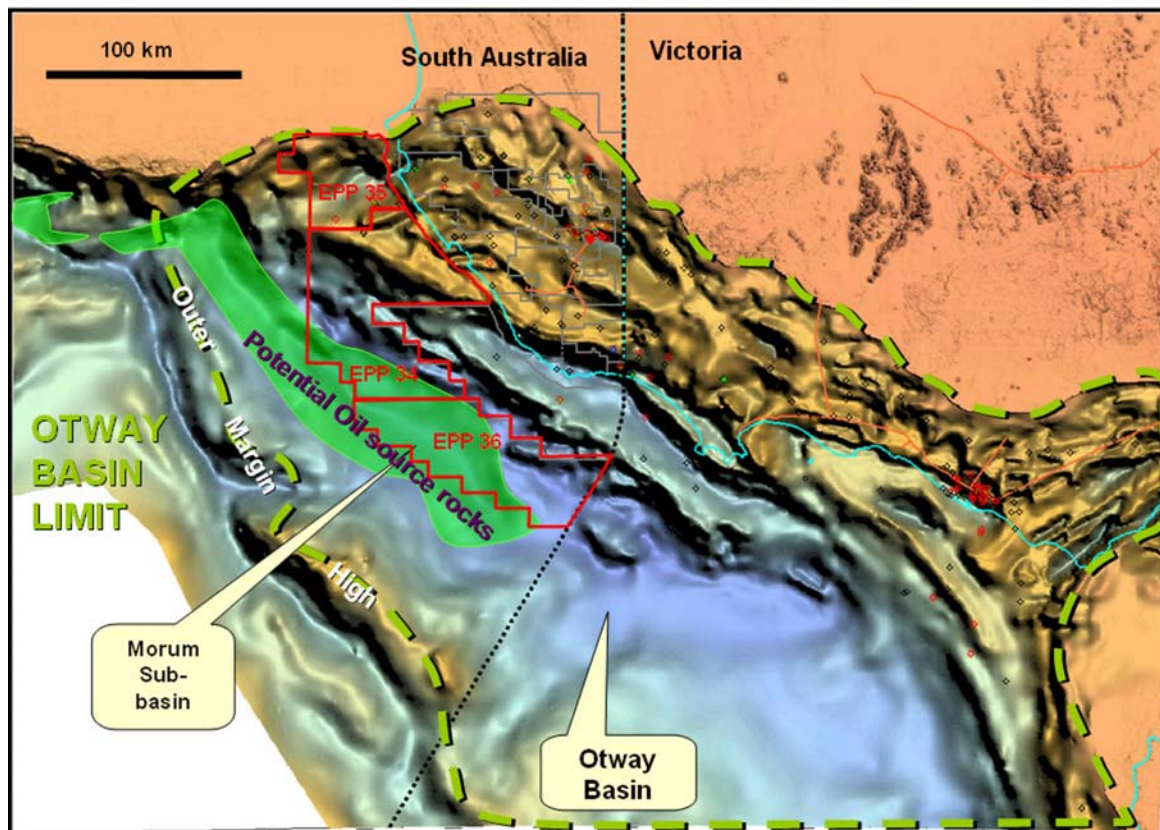 100 km
South Australia
Victoria
EPP 35
Outer
Margin
High
Potential Oil source rocks
EPP 34
EPP 36
OTWAY
BASIN
LIMIT
Morum
Sub-
basin
Otway
Basin